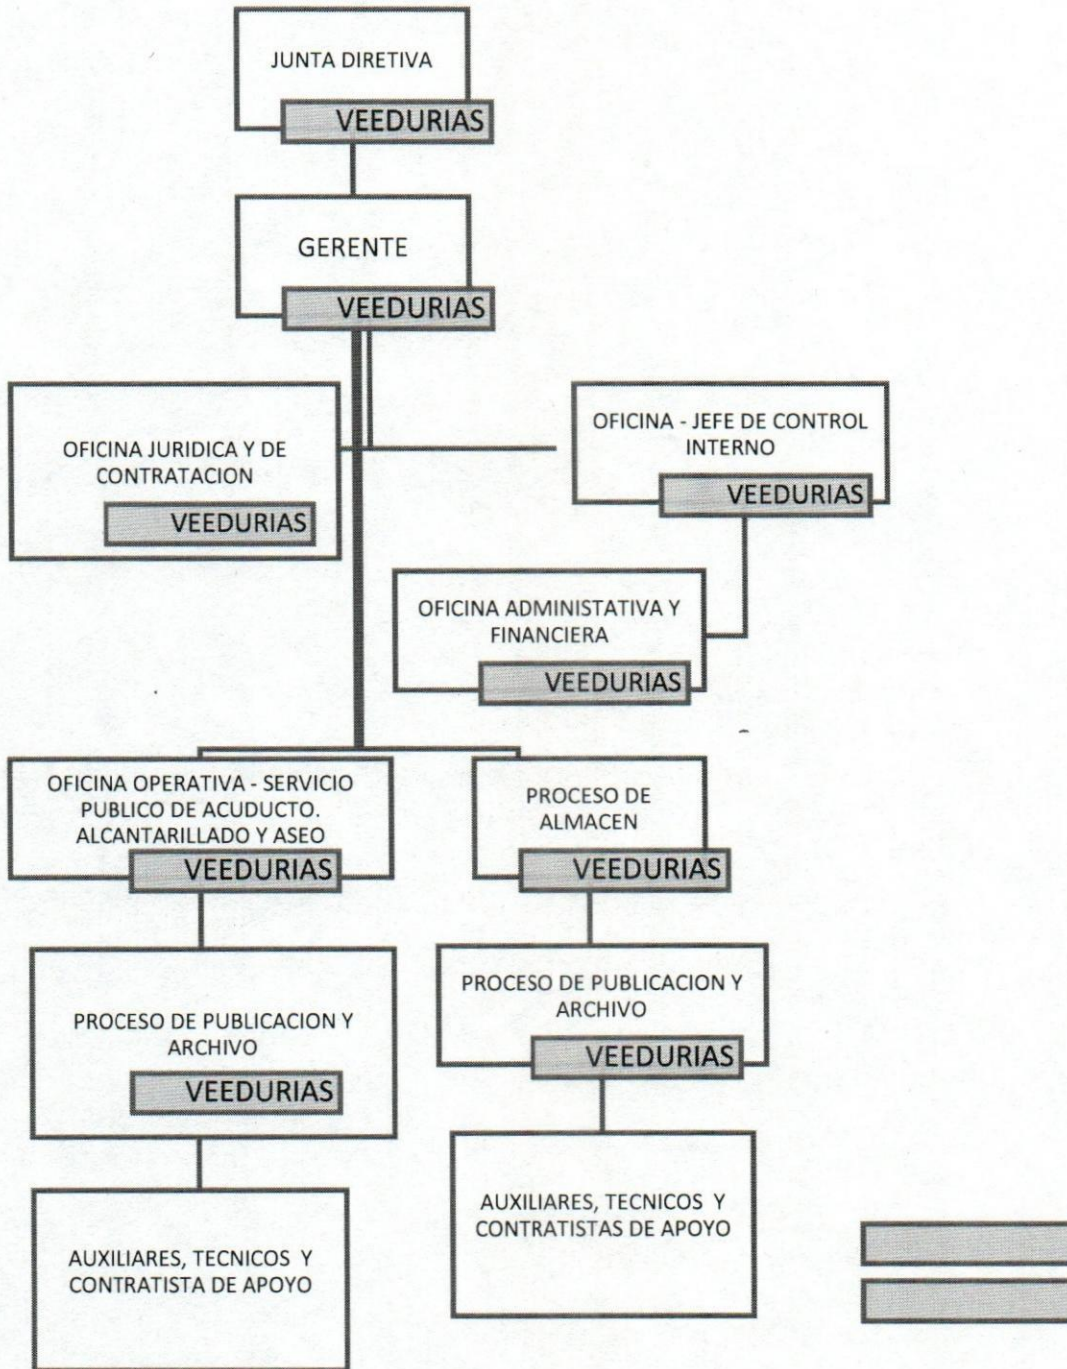 JUNTA DIRETIVA
VEEDURIAS
GERENTE
VEEDURIAS
OFICINA JURIDICA Y DE
CONTRATACION
VEEDURIAS
OFICINA - JEFE DE CONTROL
INTERNO
VEEDURIAS
OFICINA ADMINISTATIVA Y
FINANCIERA
VEEDURIAS
OFICINA OPERATIVA - SERVICIO
PUBLICO DE ACUDUCTO.
ALCANTARILLADO Y ASEO
VEEDURIAS
PROCESO DE
ALMACEN
VEEDURIAS
PROCESO DE PUBLICACION Y
ARCHIVO
VEEDURIAS
PROCESO DE PUBLICACION Y
ARCHIVO
VEEDURIAS
AUXILIARES, TECNICOS Y
CONTRATISTA DE APOYO
AUXILIARES, TECNICOS Y
CONTRATISTAS DE APOYO